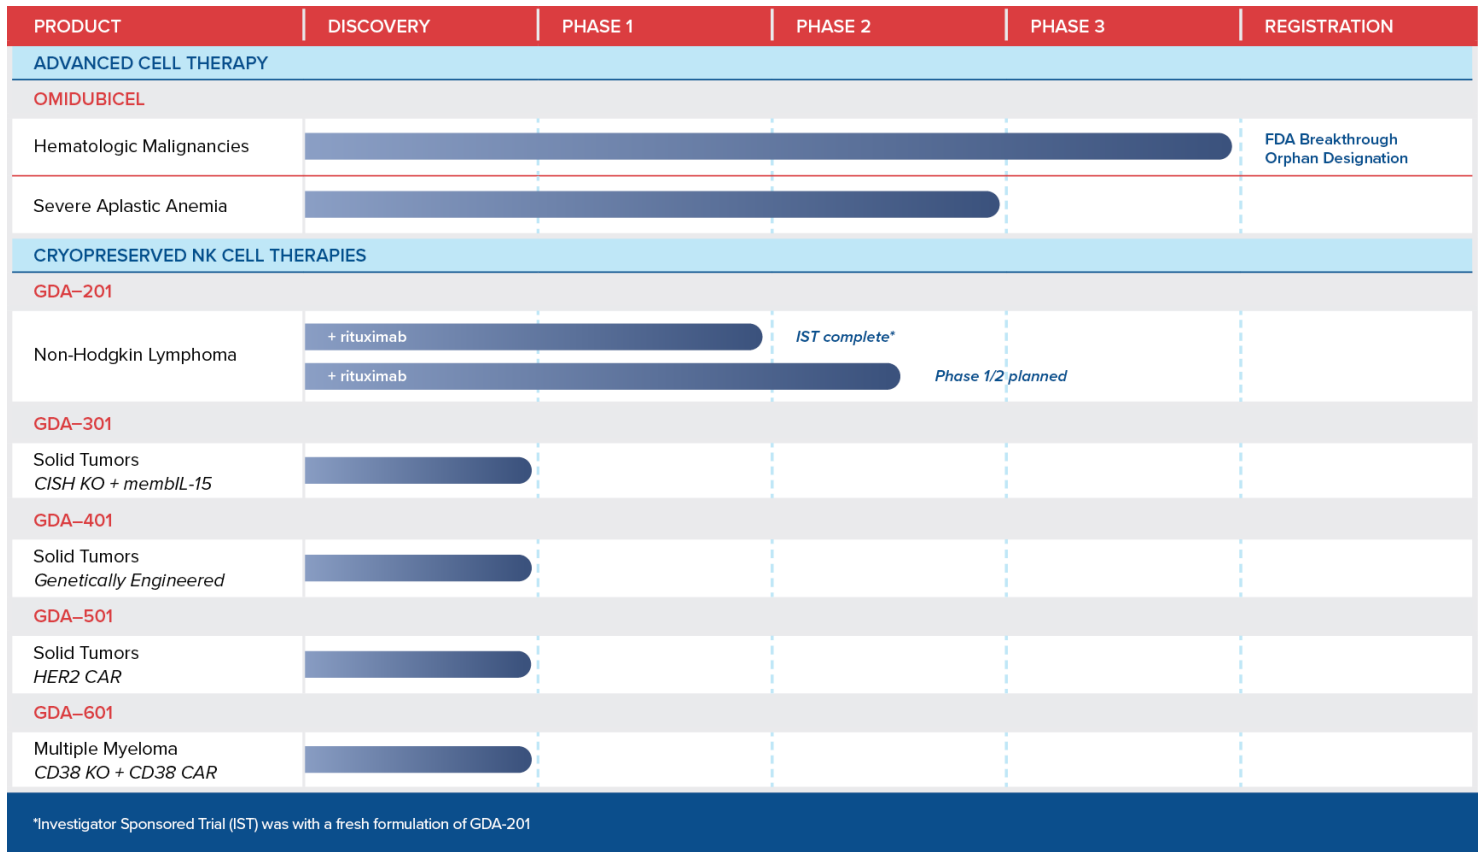 PRODUCT DISCOVERY PHASE 1 PHASE 2 PHASE 3 REGISTRATION
ADVANCED CELL THERAPY
OMIDUBICEL
Hematologic Malignancies
FDA Breakthrough
Orphan Designation
Severe Aplastic Anemia
CRYOPRESERVED NK CELL THERAPIES
GDA–201
Non-Hodgkin Lymphoma
+ rituximab IST complete*
+ rituximab Phase 1/2 planned
GDA–301
Solid Tumors
CISH KO + membIL-15
GDA–401
Solid Tumors
Genetically Engineered
GDA–501
Solid Tumors
HER2 CAR
GDA–601
Multiple Myeloma
CD38 KO + CD38 CAR
*Investigator Sponsored Trial (IST) was with a fresh formulation of GDA-201